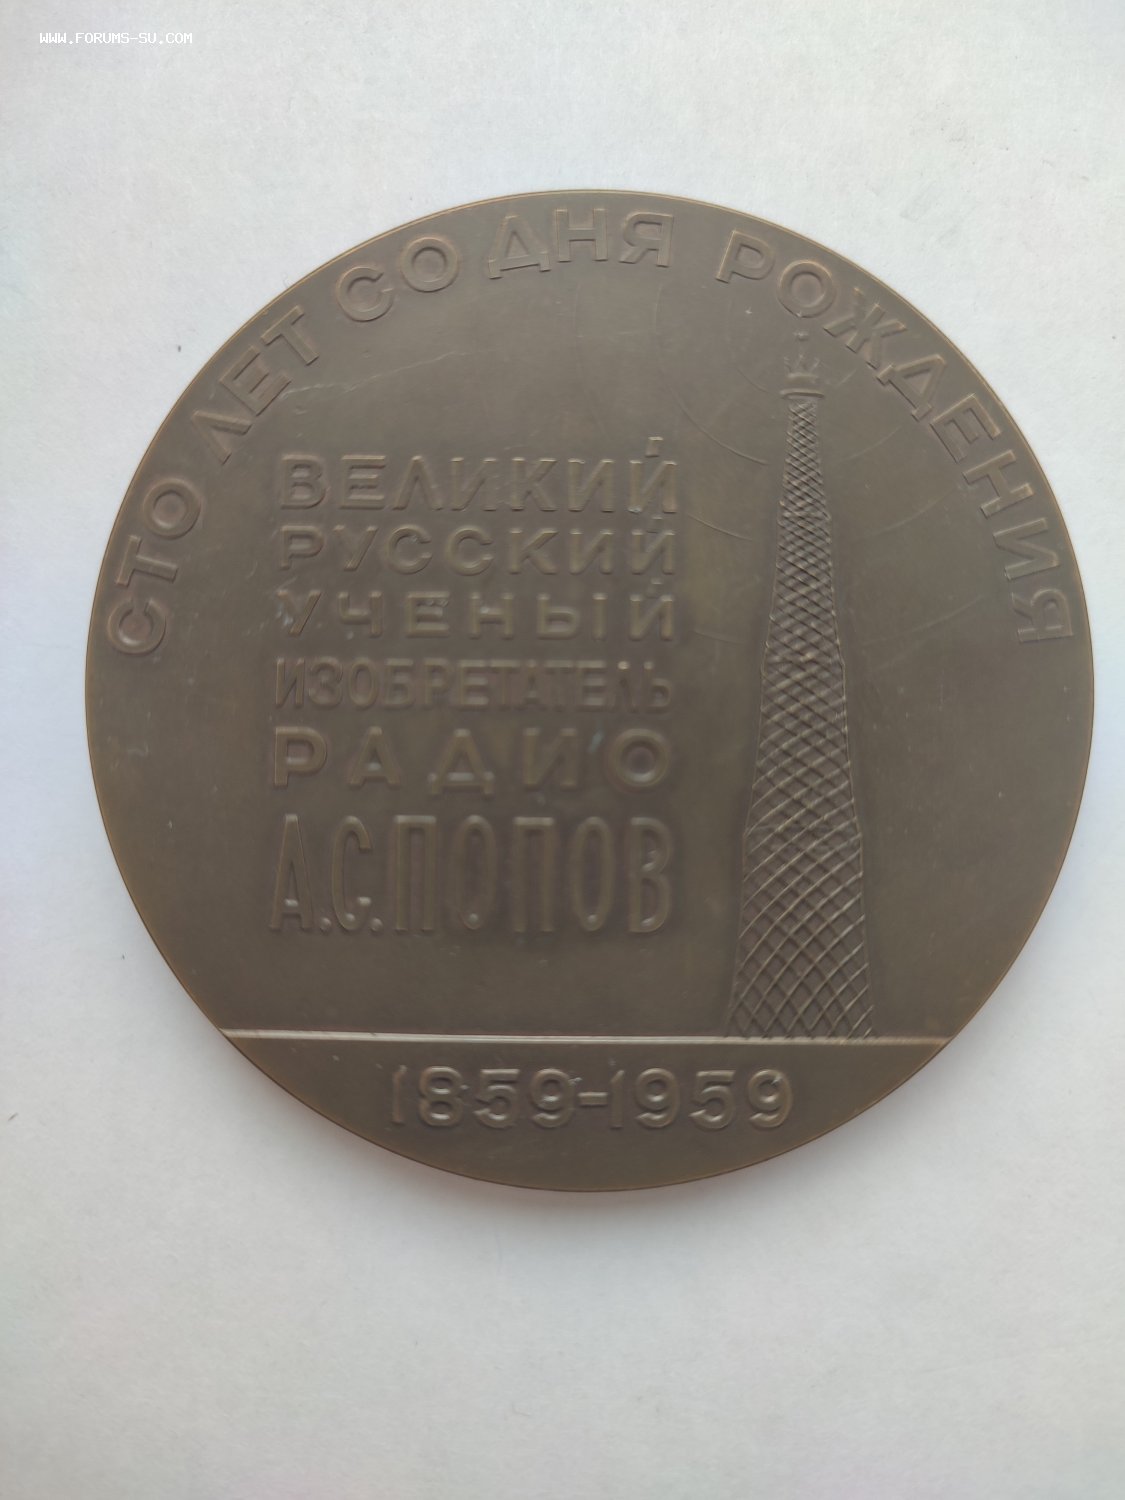 WWW.FORUMS-SU.COM
СТО ЛЕТ СО ДНЯ РОЖДЕНИЯ
ВЕЛИКИЙ
РУССКИЙ
УЧЕНЫЙ
ИЗОБРЕТАТЕЛЬ
РАДИО
А.С.ПОПОВ
1859-1959